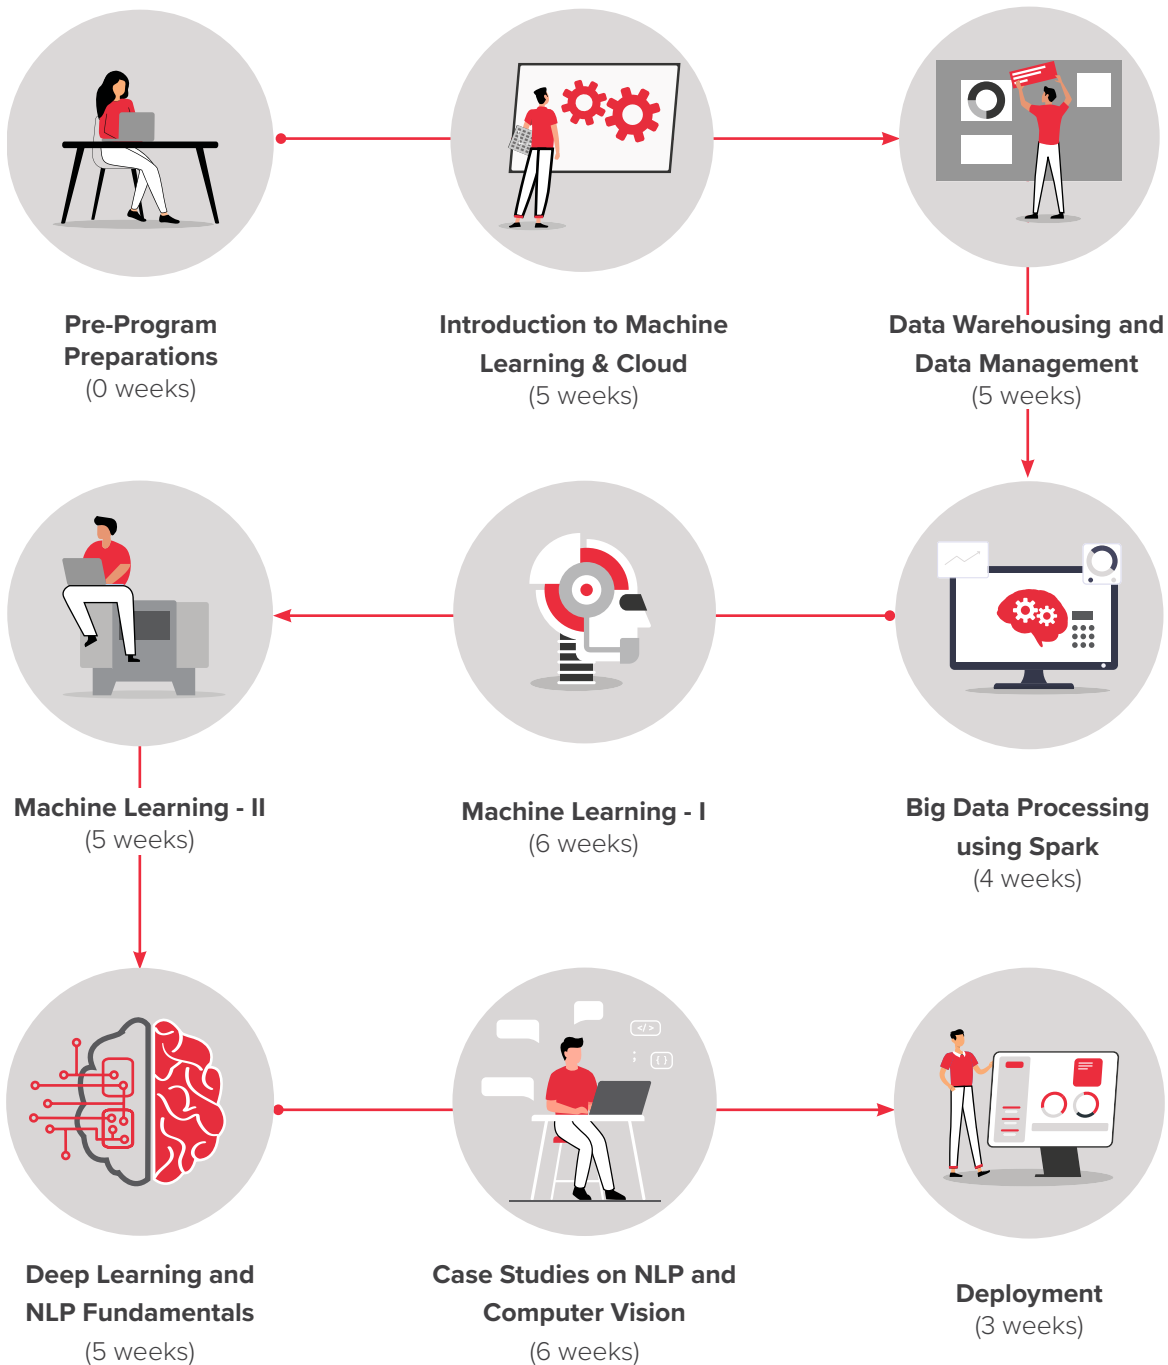 Pre-Program
Preparations
(0 weeks)
Introduction to Machine
Learning & Cloud
(5 weeks)
Data Warehousing and
Data Management
(5 weeks)
Machine Learning - II
(5 weeks)
Machine Learning - I
(6 weeks)
Big Data Processing
using Spark
(4 weeks)
</>
;
{ }
Deep Learning and
NLP Fundamentals
(5 weeks)
Case Studies on NLP and
Computer Vision
(6 weeks)
Deployment
(3 weeks)